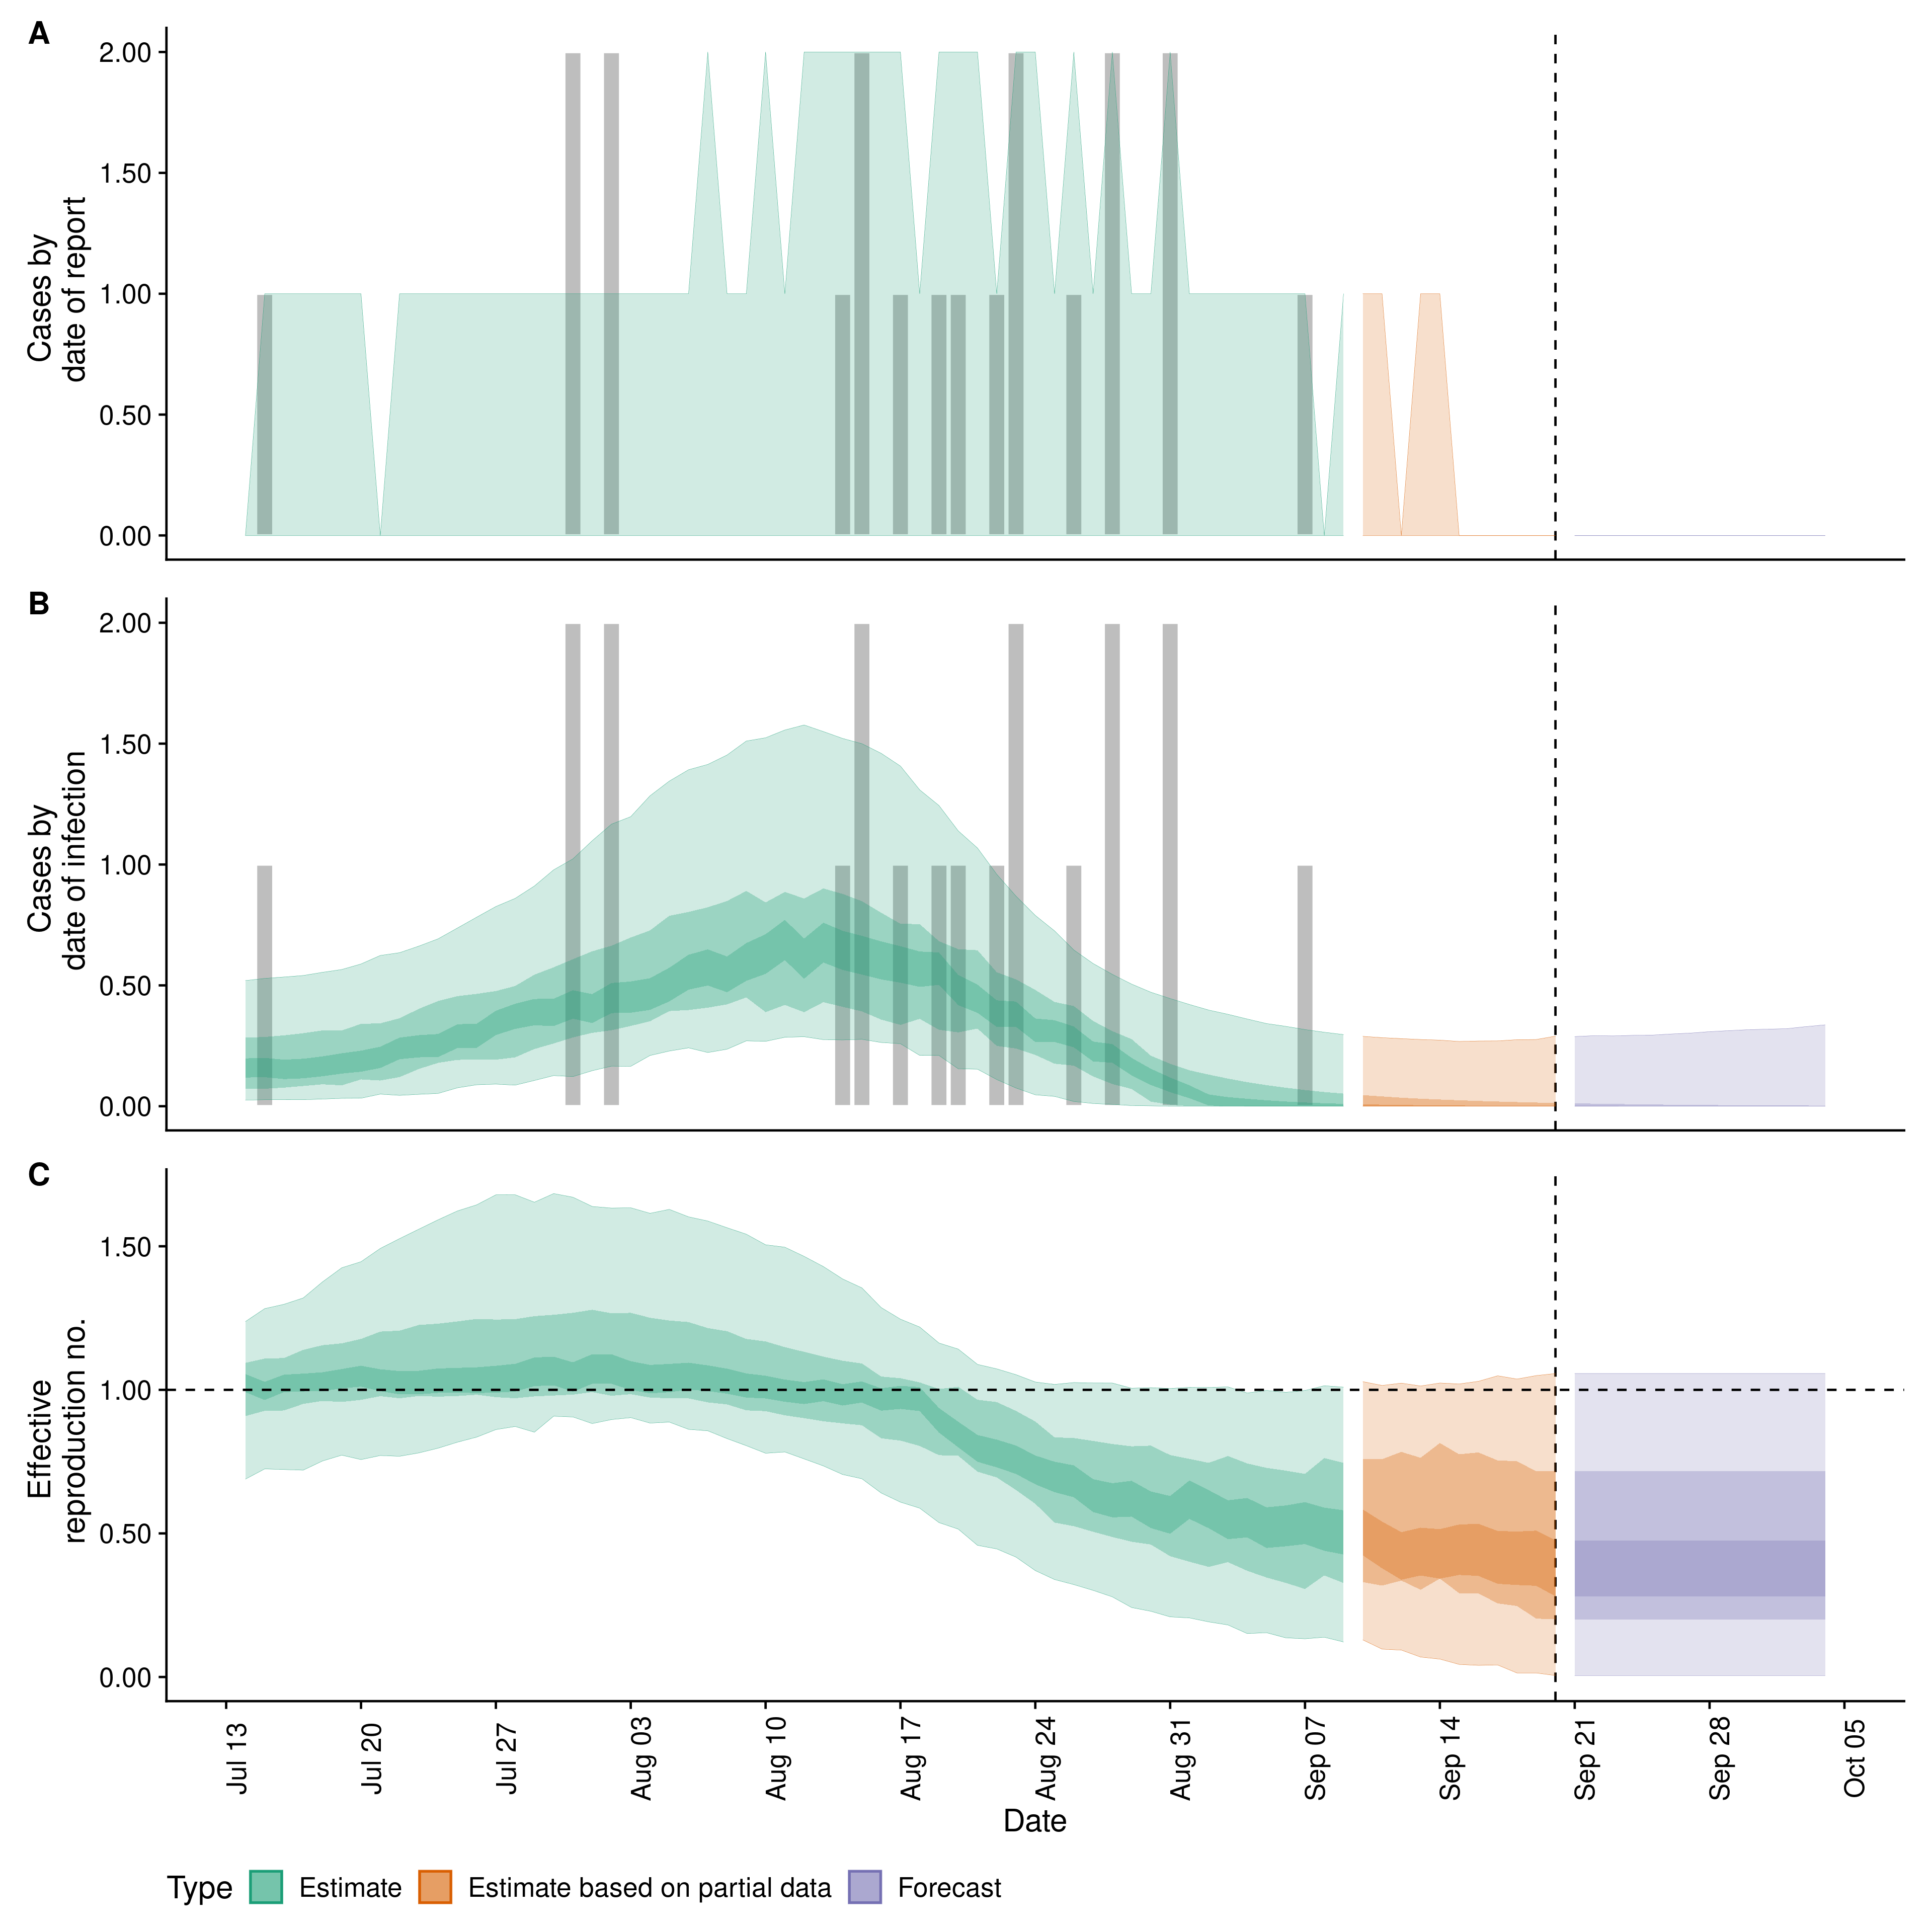 A
2.00
1.50
1.00
0.50
0.00
Cases by
date of report
B
2.00
1.50
1.00
0.50
0.00
Cases by
date of infection
C
1.50
1.00
0.50
0.00
Effective
reproduction no.
Jul 13
Jul 20
Jul 27
Aug 03
Aug 10
Aug 17
Aug 24
Aug 31
Sep 07
Sep 14
Sep 21
Sep 28
Oct 05
Date
Type Estimate Estimate based on partial data Forecast